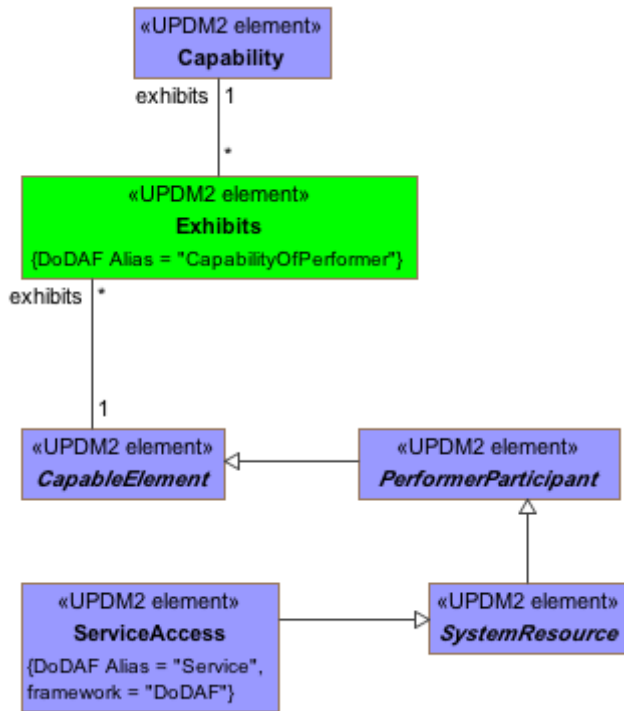 «UPDM2 element»
Capability
exhibits 1
*
«UPDM2 element»
Exhibits
{DoDAF Alias = "CapabilityOfPerformer"}
exhibits *
1
«UPDM2 element»
CapableElement
«UPDM2 element»
PerformerParticipant
«UPDM2 element»
ServiceAccess
{DoDAF Alias = "Service",
framework = "DoDAF"}
«UPDM2 element»
SystemResource